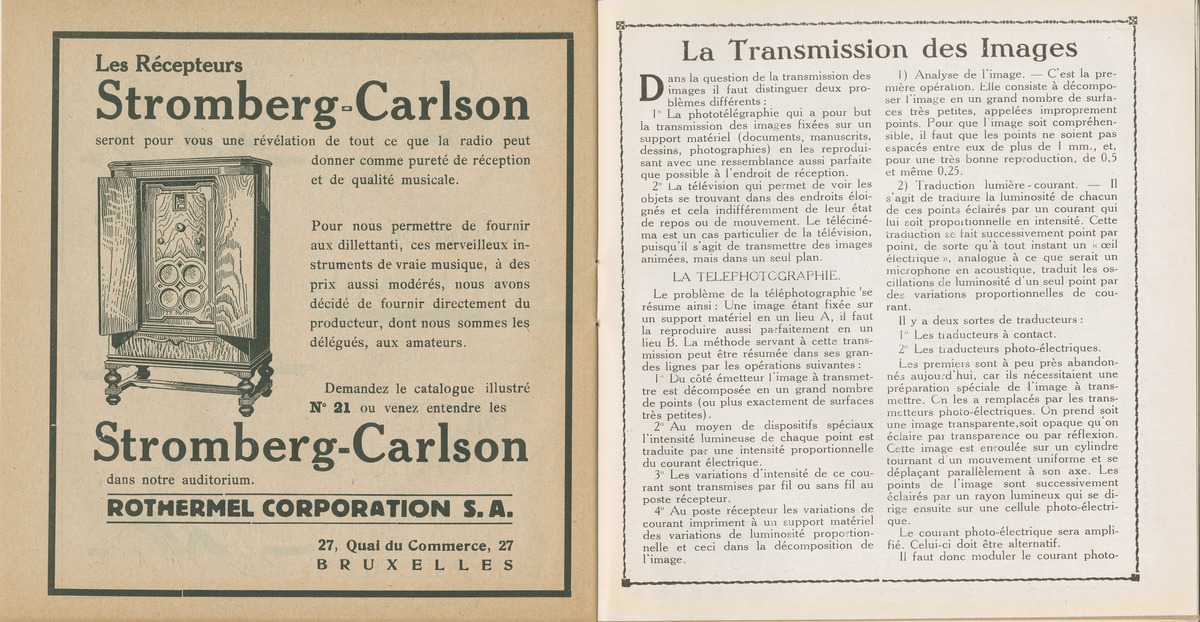 Les Récepteurs
Stromberg-Carlson
seront pour vous une révélation de tout ce que la radio peut
donner comme pureté de réception
et de qualité musicale.
Pour nous permettre de fournir
aux dillettanti, ces merveilleux in-
struments de vraie musique, à des
prix aussi modérés, nous avons
décidé de fournir directement du
producteur, dont nous sommes les
délégués, aux amateurs.
Demandez le catalogue illustré
N° 21 ou venez entendre les
Stromberg-Carlson
dans notre auditorium.
ROTHERMEL CORPORATION S.A.
27, Quai du Commerce, 27
BRUXELLES
La Transmission des Images
Dans la question de la transmission des
images il faut distinguer deux pro-
blèmes différents :
1° La phototélégraphie qui a pour but
la transmission des images fixées sur un
support matériel (documents, manuscrits,
dessins, photographies) en les reprodui-
sant avec une ressemblance aussi parfaite
que possible à l'endroit de réception.
2° La télévision qui permet de voir les
objets se trouvant dans des endroits éloi-
gnés et cela indifféremment de leur état
de repos ou de mouvement. Le téléciné-
ma est un cas particulier de la télévision,
puisqu'il s'agit de transmettre des images
animées, mais dans un seul plan.
LA TELEPHOTOGRAPHIE.
Le problème de la téléphotographie se
résume ainsi : Une image étant fixée sur
un support matériel en un lieu A, il faut
la reproduire aussi parfaitement en un
lieu B. La méthode servant à cette trans-
mission peut être résumée dans ses gran-
des lignes par les opérations suivantes :
1° Du côté émetteur l'image à transmet-
tre est décomposée en un grand nombre
de points (ou plus exactement de surfaces
très petites).
2° Au moyen de dispositifs spéciaux
l'intensité lumineuse de chaque point est
traduite par une intensité proportionnelle
du courant électrique.
3° Les variations d'intensité de ce cou-
rant sont transmises par fil ou sans fil au
poste récepteur.
4° Au poste récepteur les variations de
courant impriment à un support matériel
des variations de luminosité proportion-
nelle et ceci dans la décomposition de
l'image.
1) Analyse de l'image. — C'est la pre-
mière opération. Elle consiste à décompo-
ser l'image en un grand nombre de surfa-
ces très petites, appelées improprement
points. Pour que l'image soit compréhen-
sible, il faut que les points ne soient pas
espacés entre eux de plus de 1 mm., et,
pour une très bonne reproduction, de 0,5
et même 0,25.
2) Traduction lumière-courant. — Il
s'agit de traduire la luminosité de chacun
de ces points éclairés par un courant qui
lui soit proportionnelle en intensité. Cette
traduction se fait successivement point par
point, de sorte qu'à tout instant un « œil
électrique », analogue à ce que serait un
microphone en acoustique, traduit les os-
cillations de luminosité d'un seul point par
des variations proportionnelles de cou-
rant.
Il y a deux sortes de traducteurs :
1° Les traducteurs à contact.
2° Les traducteurs photo-électriques.
Les premiers sont à peu près abandon-
nés aujourd'hui, car ils nécessitaient une
préparation spéciale de l'image à trans-
mettre. On les a remplacés par les trans-
metteurs photo-électriques. On prend soit
une image transparente, soit opaque qu'on
éclaire par transparence ou par réflexion.
Cette image est enroulée sur un cylindre
tournant d'un mouvement uniforme et se
déplaçant parallèlement à son axe. Les
points de l'image sont successivement
éclairés par un rayon lumineux qui se di-
rige ensuite sur une cellule photo-électri-
que.
Le courant photo-électrique sera ampli-
fié. Celui-ci doit être alternatif.
Il faut donc moduler le courant photo-